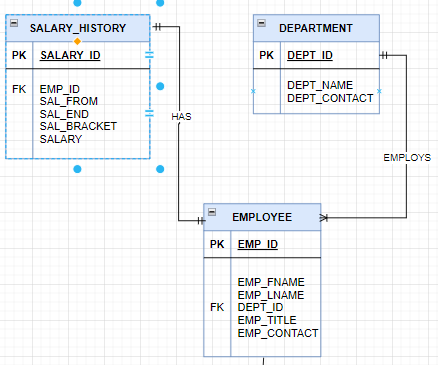 SALARY_HISTORY
PK SALARY_ID
FK EMP_ID
SAL_FROM
SAL_END
SAL_BRACKET
SALARY
DEPARTMENT
PK DEPT_ID
DEPT_NAME
DEPT_CONTACT
HAS
EMPLOYS
EMPLOYEE
PK EMP_ID
EMP_FNAME
EMP_LNAME
FK DEPT_ID
EMP_TITLE
EMP_CONTACT